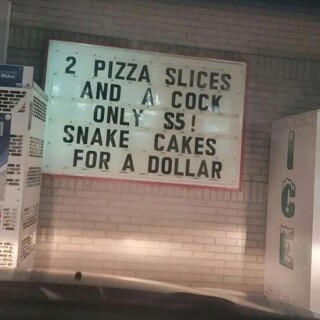 2 PIZZA SLICES
AND A COCK
ONLY $5!
SNAKE CAKES
FOR A DOLLAR
ICE